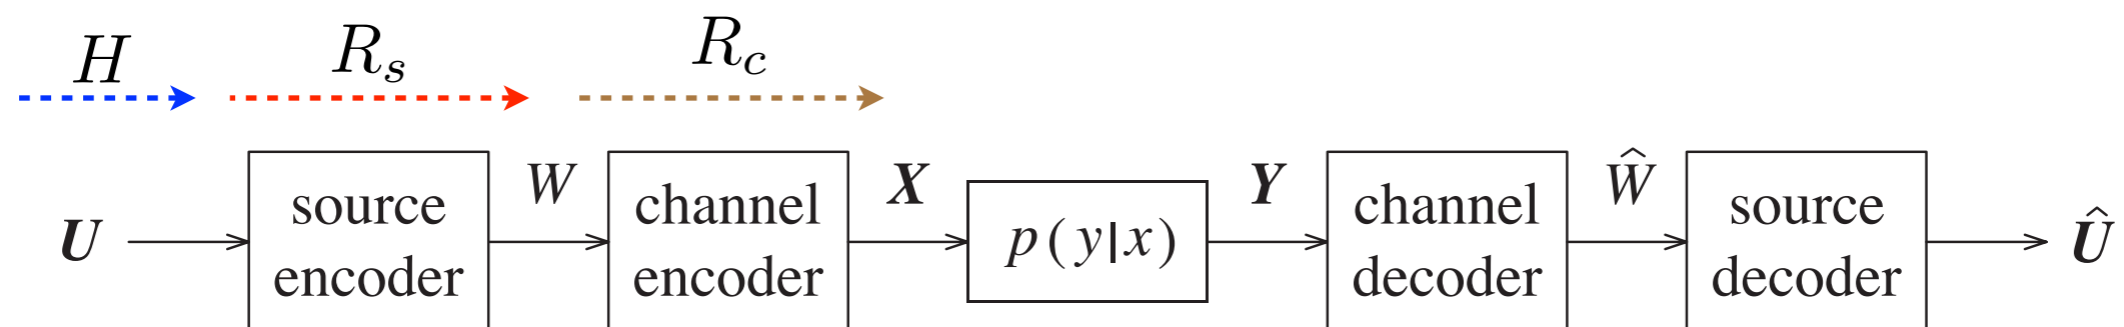 H
R_s
R_c
U
source
encoder
W
channel
encoder
X
p(y|x)
Y
channel
decoder
Ŵ
source
decoder
Û